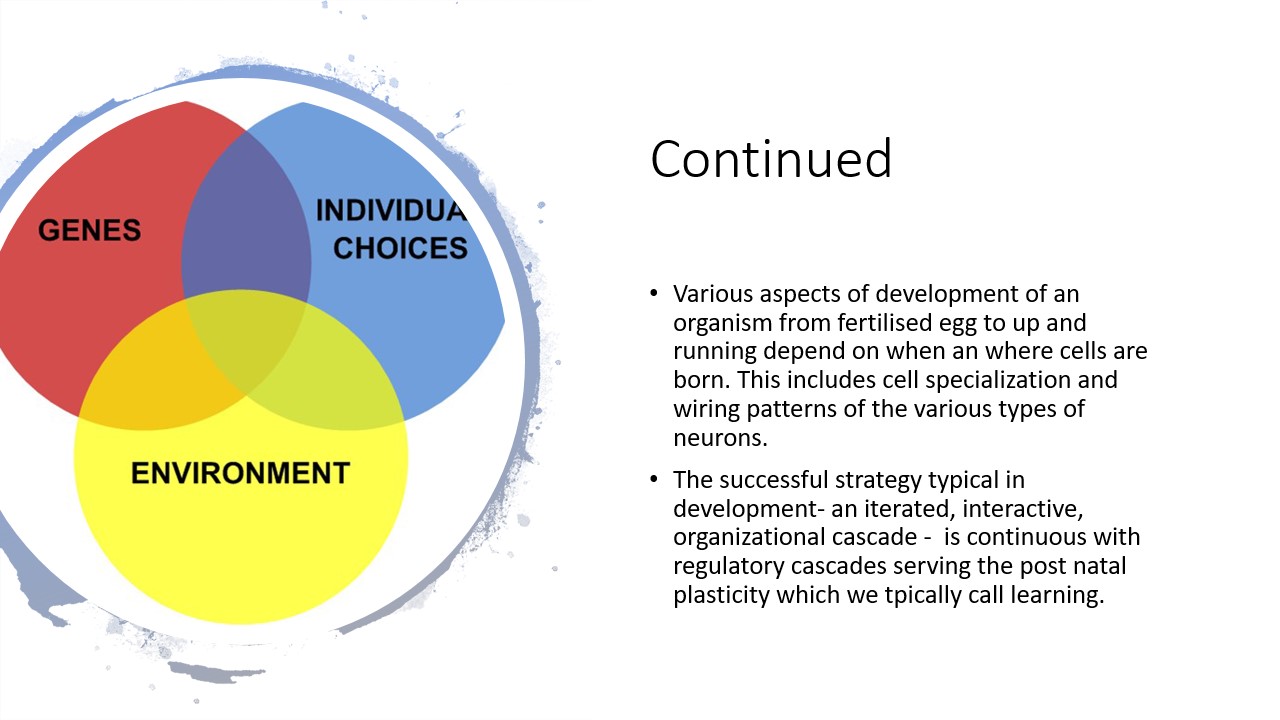 GENES
INDIVIDUA
CHOICES
ENVIRONMENT
Continued
• Various aspects of development of an
organism from fertilised egg to up and
running depend on when an where cells are
born. This includes cell specialization and
wiring patterns of the various types of
neurons.
• The successful strategy typical in
development- an iterated, interactive,
organizational cascade -  is continuous with
regulatory cascades serving the post natal
plasticity which we tpically call learning.